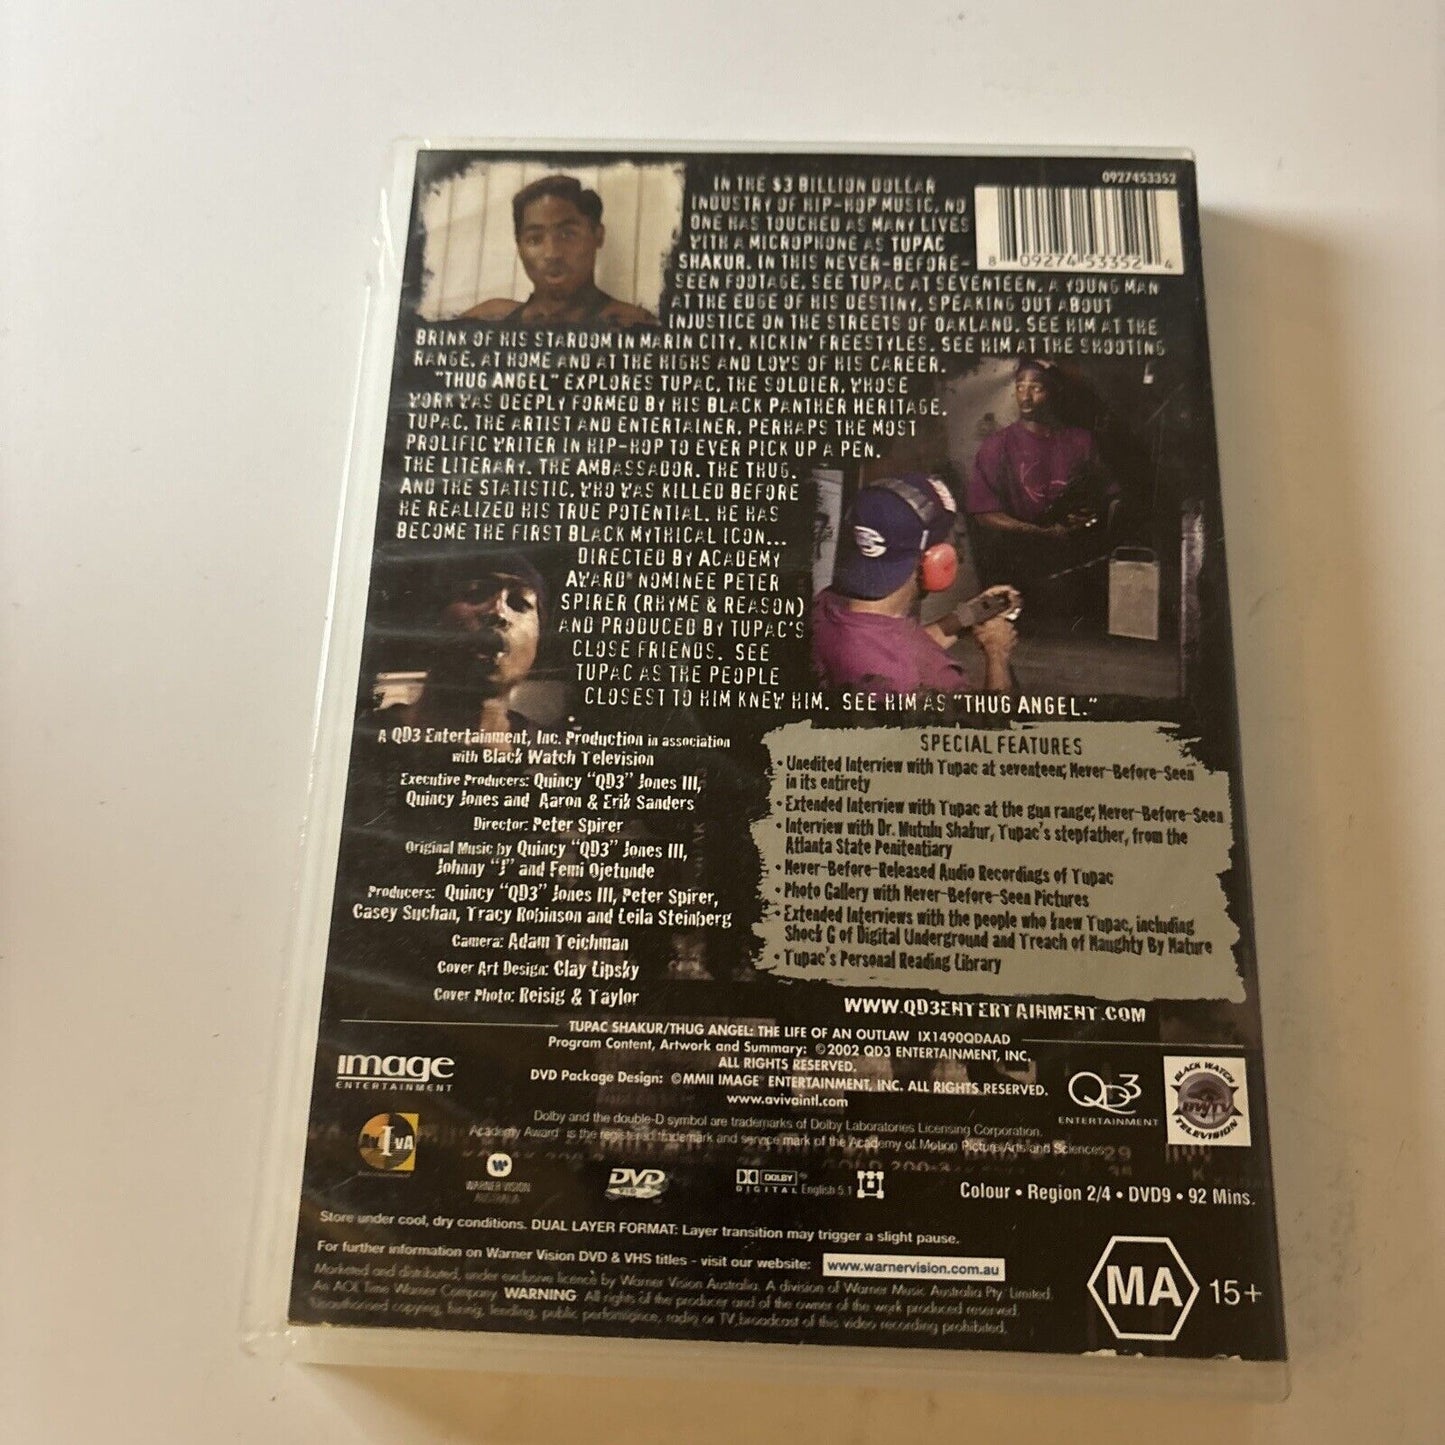 0927453352
8 09274 53352 4
IN THE $3 BILLION DOLLAR
INDUSTRY OF HIP-HOP MUSIC, NO
ONE HAS TOUCHED AS MANY LIVES
WITH A MICROPHONE AS TUPAC
SHAKUR. IN THIS NEVER-BEFORE-
SEEN FOOTAGE, SEE TUPAC AT SEVENTEEN, A YOUNG MAN
AT THE EDGE OF HIS DESTINY, SPEAKING OUT ABOUT
INJUSTICE ON THE STREETS OF OAKLAND. SEE HIM AT THE
BRINK OF HIS STARDOM IN MARIN CITY, KICKIN' FREESTYLES. SEE HIM AT THE SHOOTING
RANGE, AT HOME AND AT THE HIGHS AND LOWS OF HIS CAREER.
"THUG ANGEL" EXPLORES TUPAC, THE SOLDIER, WHOSE
WORK WAS DEEPLY FORMED BY HIS BLACK PANTHER HERITAGE.
TUPAC, THE ARTIST AND ENTERTAINER, PERHAPS THE MOST
PROLIFIC WRITER IN HIP-HOP TO EVER PICK UP A PEN.
THE LITERARY. THE AMBASSADOR. THE THUG.
AND THE STATISTIC, WHO WAS KILLED BEFORE
HE REALIZED HIS TRUE POTENTIAL. HE HAS
BECOME THE FIRST BLACK MYTHICAL ICON...
DIRECTED BY ACADEMY
AWARD® NOMINEE PETER
SPIRER (RHYME & REASON)
AND PRODUCED BY TUPAC'S
CLOSE FRIENDS. SEE
TUPAC AS THE PEOPLE
CLOSEST TO HIM KNEW HIM. SEE HIM AS "THUG ANGEL."
A QD3 Entertainment, Inc. Production in association
with Black Watch Television
Executive Producers: Quincy "QD3" Jones III,
Quincy Jones and Aaron & Erik Sanders
Director: Peter Spirer
Original Music by Quincy "QD3" Jones III,
Johnny "J" and Femi Ojetunde
Producers: Quincy "QD3" Jones III, Peter Spirer,
Casey Suchan, Tracy Robinson and Leila Steinberg
Camera: Adam Teichman
Cover Art Design: Clay Lipsky
Cover Photo: Reisig & Taylor
SPECIAL FEATURES
• Unedited Interview with Tupac at seventeen; Never-Before-Seen
in its entirety
• Extended Interview with Tupac at the gun range; Never-Before-Seen
• Interview with Dr. Mutulu Shakur, Tupac's stepfather, from the
Atlanta State Penitentiary
• Never-Before-Released Audio Recordings of Tupac
• Photo Gallery with Never-Before-Seen Pictures
• Extended Interviews with the people who knew Tupac, including
Shock G of Digital Underground and Treach of Naughty By Nature
• Tupac's Personal Reading Library
WWW.QD3ENTERTAINMENT.COM
TUPAC SHAKUR/THUG ANGEL: THE LIFE OF AN OUTLAW IX1490QDAAD
Program Content, Artwork and Summary: ©2002 QD3 ENTERTAINMENT, INC.
ALL RIGHTS RESERVED.
DVD Package Design: ©MMII IMAGE ENTERTAINMENT, INC. ALL RIGHTS RESERVED.
www.avivaintl.com
image
ENTERTAINMENT
QD3
ENTERTAINMENT
BLACK WATCH
BWTV
TELEVISION
Dolby and the double-D symbol are trademarks of Dolby Laboratories Licensing Corporation.
Academy Award® is the registered trademark and service mark of the Academy of Motion Picture Arts and Sciences
AvIvA
WARNER VISION
AUSTRALIA
DVD
VIDEO
DOLBY
DIGITAL English 5.1
Colour • Region 2/4 • DVD9 • 92 Mins.
Store under cool, dry conditions. DUAL LAYER FORMAT: Layer transition may trigger a slight pause.
For further information on Warner Vision DVD & VHS titles - visit our website: www.warnervision.com.au
Marketed and distributed, under exclusive licence by Warner Vision Australia. A division of Warner Music Australia Pty. Limited.
An AOL Time Warner Company. WARNING All rights of the producer and of the owner of the work produced reserved.
Unauthorised copying, hiring, lending, public performance, radio or TV broadcast of this video recording prohibited.
MA 15+